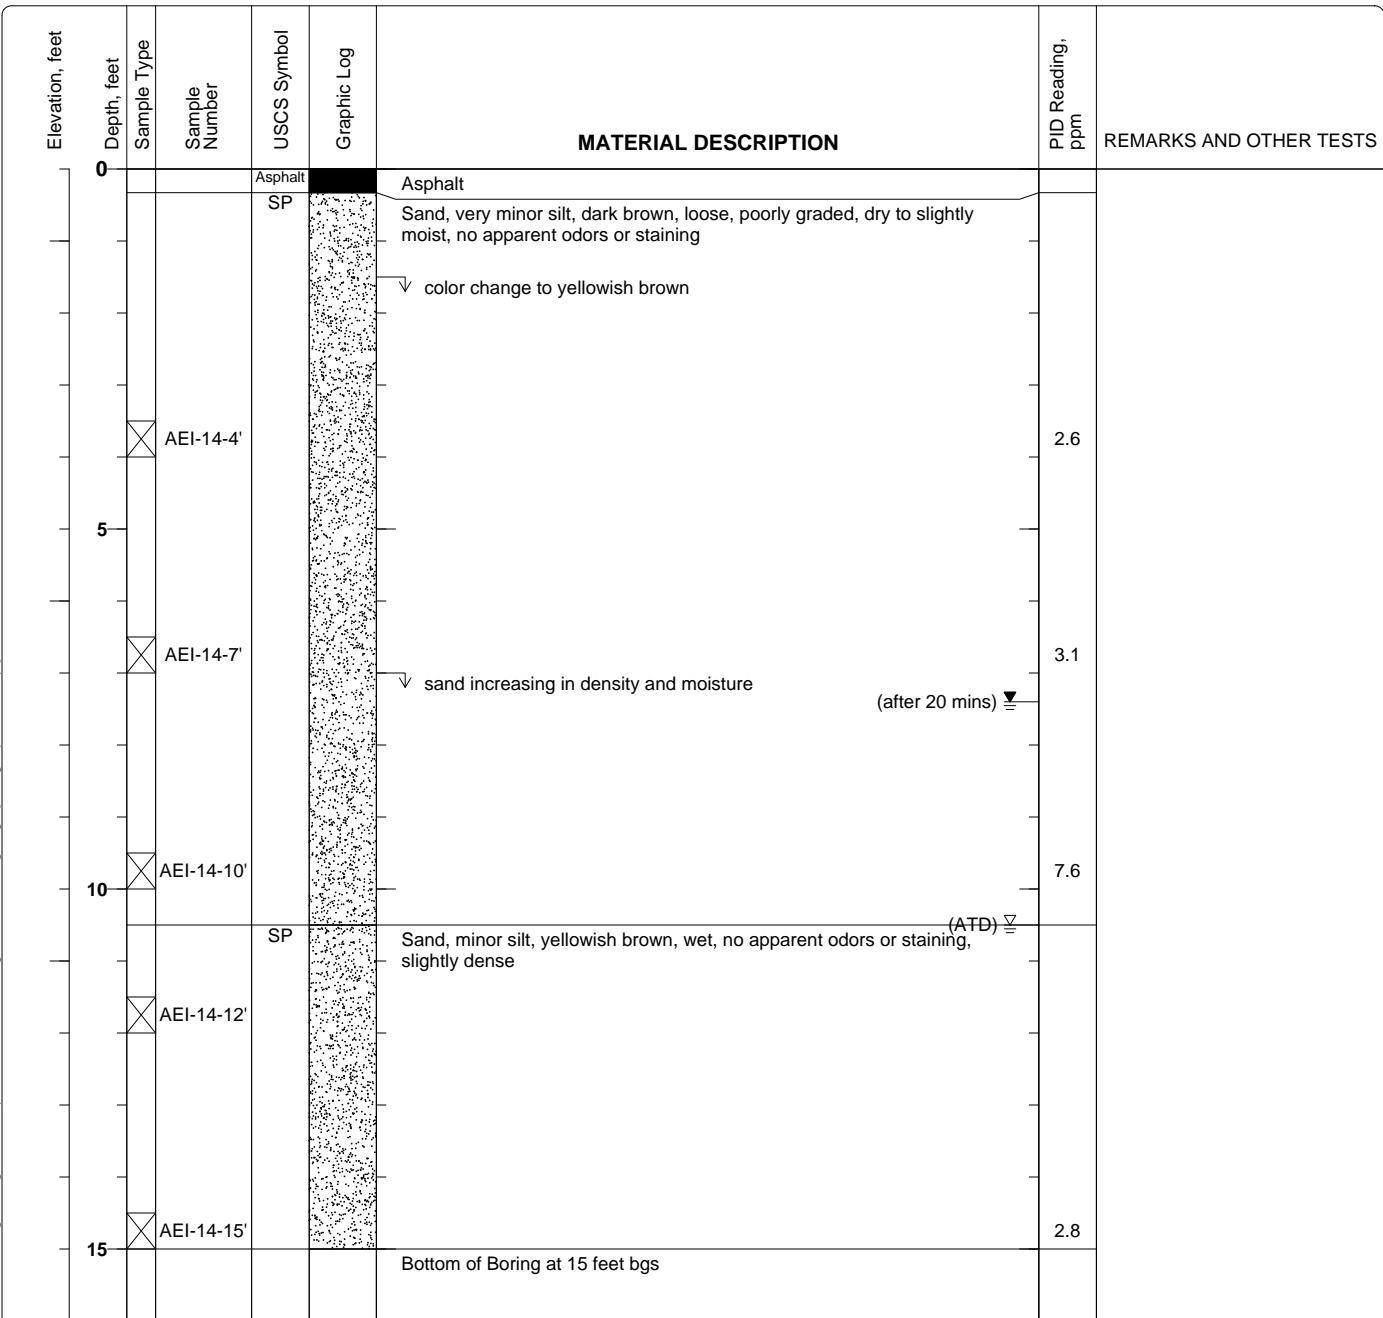 Elevation, feet
Depth, feet
Sample Type
Sample
Number
USCS Symbol
Graphic Log
MATERIAL DESCRIPTION
PID Reading,
ppm
REMARKS AND OTHER TESTS
0
Asphalt
Asphalt
SP
Sand, very minor silt, dark brown, loose, poorly graded, dry to slightly
moist, no apparent odors or staining
color change to yellowish brown
AEI-14-4'
2.6
5
AEI-14-7'
3.1
sand increasing in density and moisture
(after 20 mins)
AEI-14-10'
7.6
10
(ATD)
SP
Sand, minor silt, yellowish brown, wet, no apparent odors or staining,
slightly dense
AEI-14-12'
AEI-14-15'
2.8
15
Bottom of Boring at 15 feet bgs